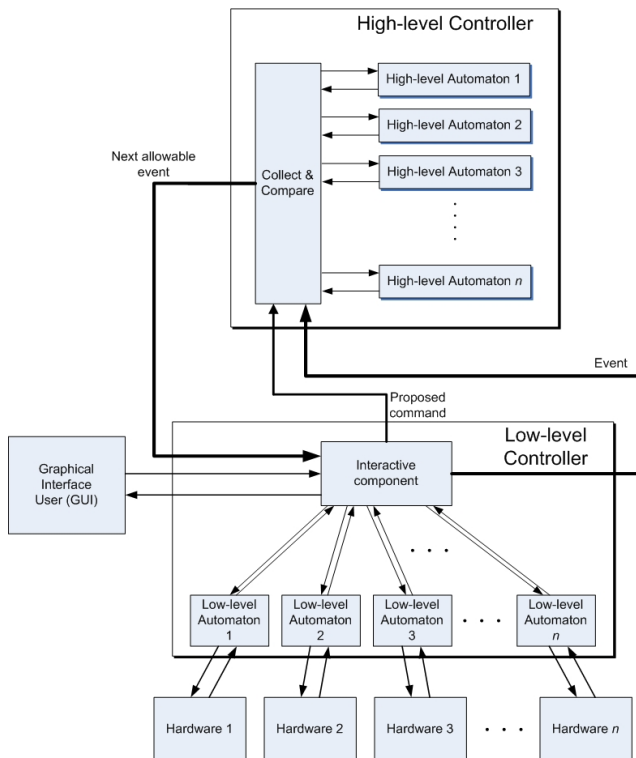 High-level Controller
High-level Automaton 1
High-level Automaton 2
High-level Automaton 3
High-level Automaton n
Collect &
Compare
Next allowable
event
Event
Proposed
command
Low-level
Controller
Graphical
Interface
User (GUI)
Interactive
component
Low-level
Automaton
1
Low-level
Automaton
2
Low-level
Automaton
3
Low-level
Automaton
n
Hardware 1
Hardware 2
Hardware 3
Hardware n